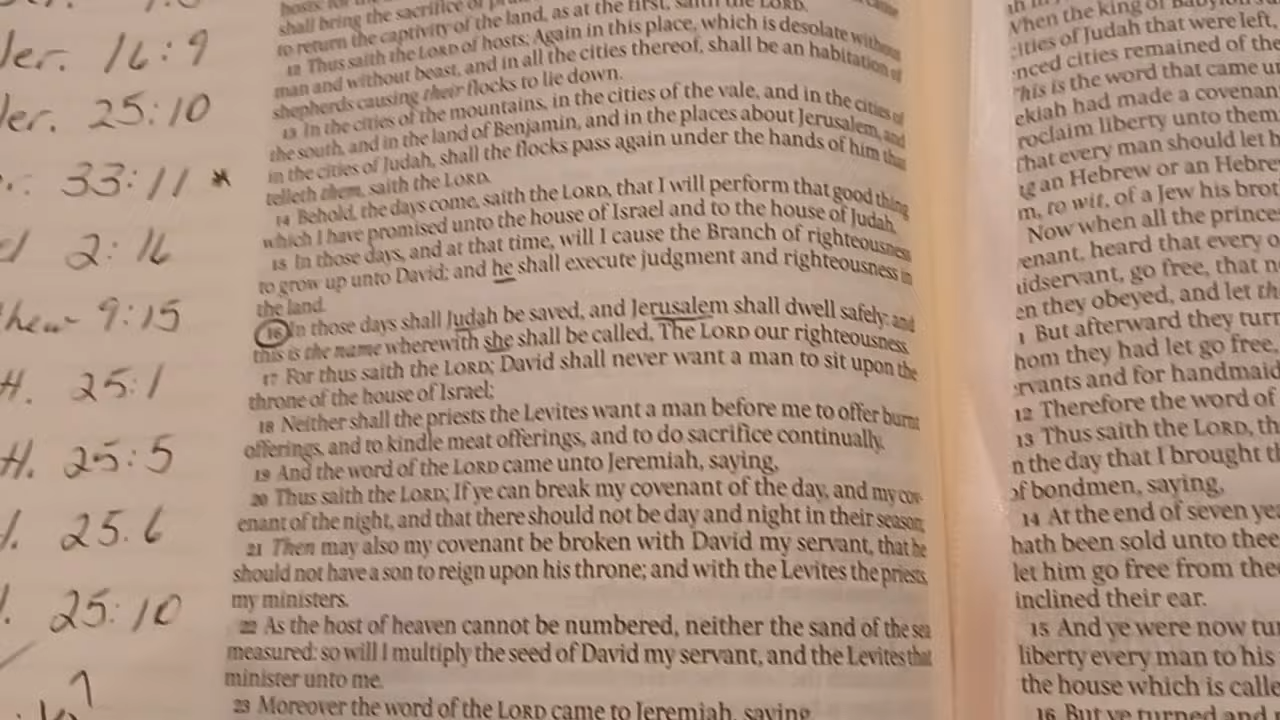 Jer. 16:9
Jer. 25:10
33:11 *
2:16
9:15
25:1
25:5
25.6
25:10
shall bring the sacrifice of
to return the captivity of the land, as at the first, saith the LORD.
12 Thus saith the LORD of hosts; Again in this place, which is desolate without
man and without beast, and in all the cities thereof, shall be an habitation of
shepherds causing their flocks to lie down.
13 In the cities of the mountains, in the cities of the vale, and in the cities of
the south, and in the land of Benjamin, and in the places about Jerusalem, and
in the cities of Judah, shall the flocks pass again under the hands of him that
telleth them, saith the LORD.
14 Behold, the days come, saith the LORD, that I will perform that good thing
which I have promised unto the house of Israel and to the house of Judah.
15 In those days, and at that time, will I cause the Branch of righteousness
to grow up unto David; and he shall execute judgment and righteousness in
the land.
16 In those days shall Judah be saved, and Jerusalem shall dwell safely: and
this is the name wherewith she shall be called, The LORD our righteousness.
17 For thus saith the LORD; David shall never want a man to sit upon the
throne of the house of Israel;
18 Neither shall the priests the Levites want a man before me to offer burnt
offerings, and to kindle meat offerings, and to do sacrifice continually.
19 And the word of the LORD came unto Jeremiah, saying,
20 Thus saith the LORD; If ye can break my covenant of the day, and my cov-
enant of the night, and that there should not be day and night in their season;
21 Then may also my covenant be broken with David my servant, that he
should not have a son to reign upon his throne; and with the Levites the priests,
my ministers.
22 As the host of heaven cannot be numbered, neither the sand of the sea
measured: so will I multiply the seed of David my servant, and the Levites that
minister unto me.
23 Moreover the word of the LORD came to Jeremiah, saying,
When the king of
cities of Judah that were left,
enced cities remained of the
This is the word that came un
ekiah had made a covenan
roclaim liberty unto them
That every man should let h
g an Hebrew or an Hebre
m, to wit, of a Jew his brot
Now when all the prince
enant, heard that every o
idservant, go free, that n
en they obeyed, and let th
1 But afterward they turn
hom they had let go free,
ervants and for handmaid
12 Therefore the word of
13 Thus saith the LORD, th
n the day that I brought th
of bondmen, saying,
14 At the end of seven yea
hath been sold unto thee
let him go free from thee
inclined their ear.
15 And ye were now tur
liberty every man to his
the house which is calle
16 But ye turned and